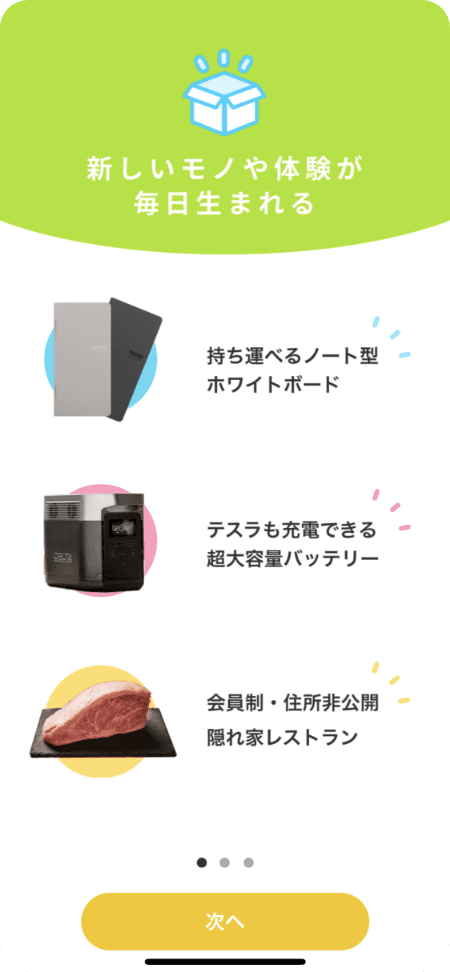 新しいモノや体験が
毎日生まれる
持ち運べるノート型
ホワイトボード
DELTA
テスラも充電できる
超大容量バッテリー
会員制・住所非公開
隠れ家レストラン
次へ